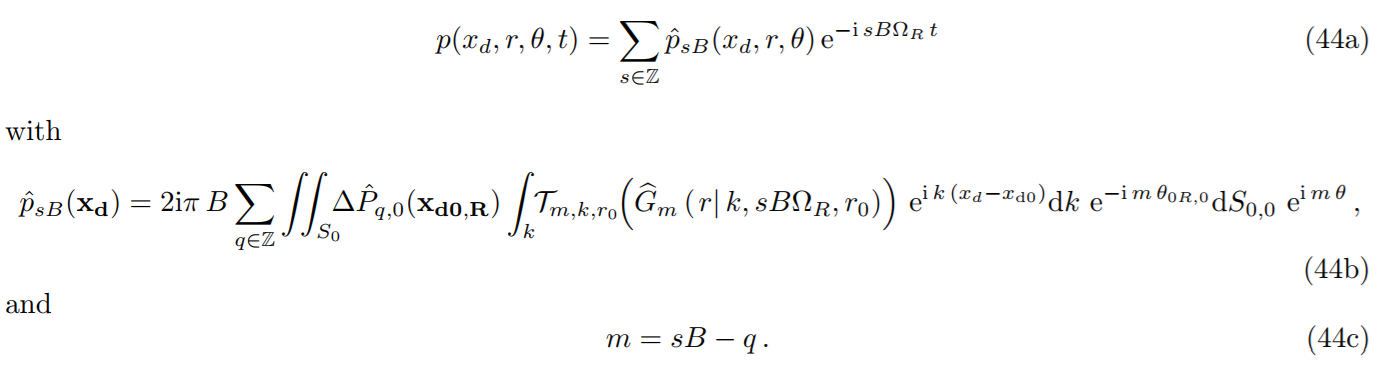 p(x_d, r, θ, t) = ∑_{s∈ℤ} p̂_{sB}(x_d, r, θ) e^{−i sBΩ_R t} (44a)
with
p̂_{sB}(𝐱_𝐝) = 2iπ B ∑_{q∈ℤ} ∬_{S_0} ΔP̂_{q,0}(𝐱_{𝐝𝟎,𝐑}) ∫_k 𝒯_{m,k,r_0}(Ĝ_m (r| k, sBΩ_R, r_0)) e^{i k (x_d−x_{d0})} dk e^{−i m θ_{0R,0}} dS_{0,0} e^{i m θ} ,
(44b)
and
m = sB − q . (44c)